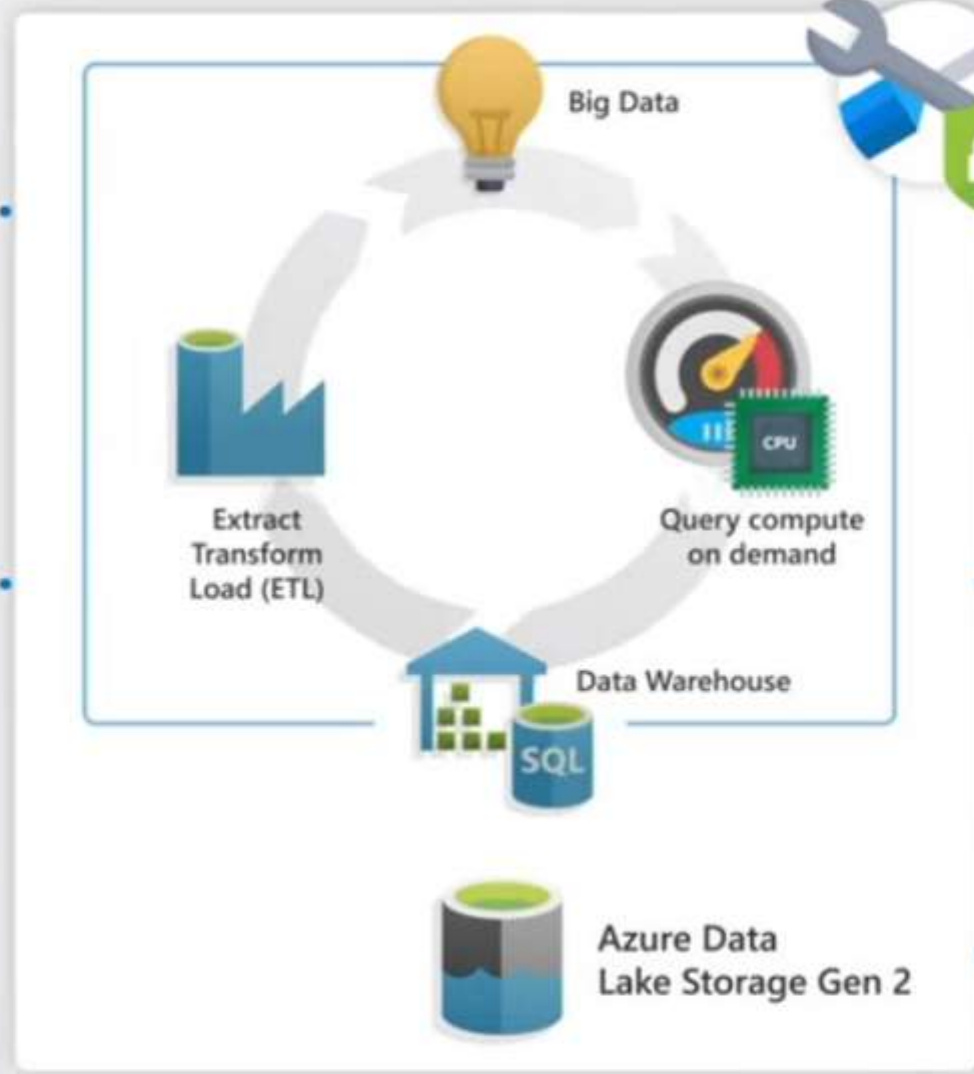 Big Data
CPU
Extract
Transform
Load (ETL)
Query compute
on demand
Data Warehouse
SQL
Azure Data
Lake Storage Gen 2